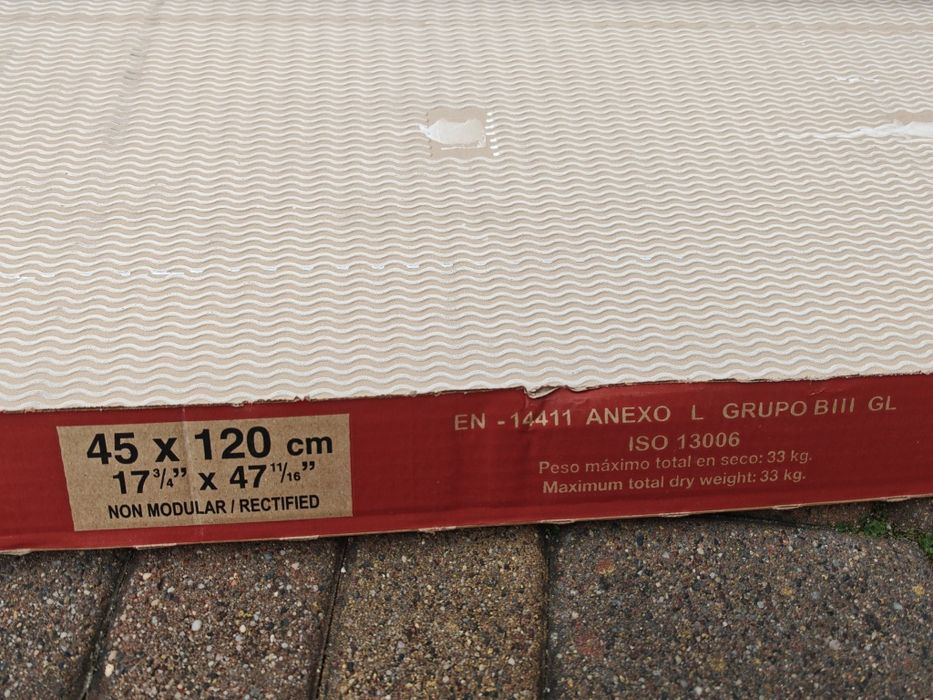 45 x 120 cm
17 3/4” x 47 11/16”
NON MODULAR / RECTIFIED
EN - 14411 ANEXO L GRUPO BIII GL
ISO 13006
Peso máximo total en seco: 33 kg.
Maximum total dry weight: 33 kg.